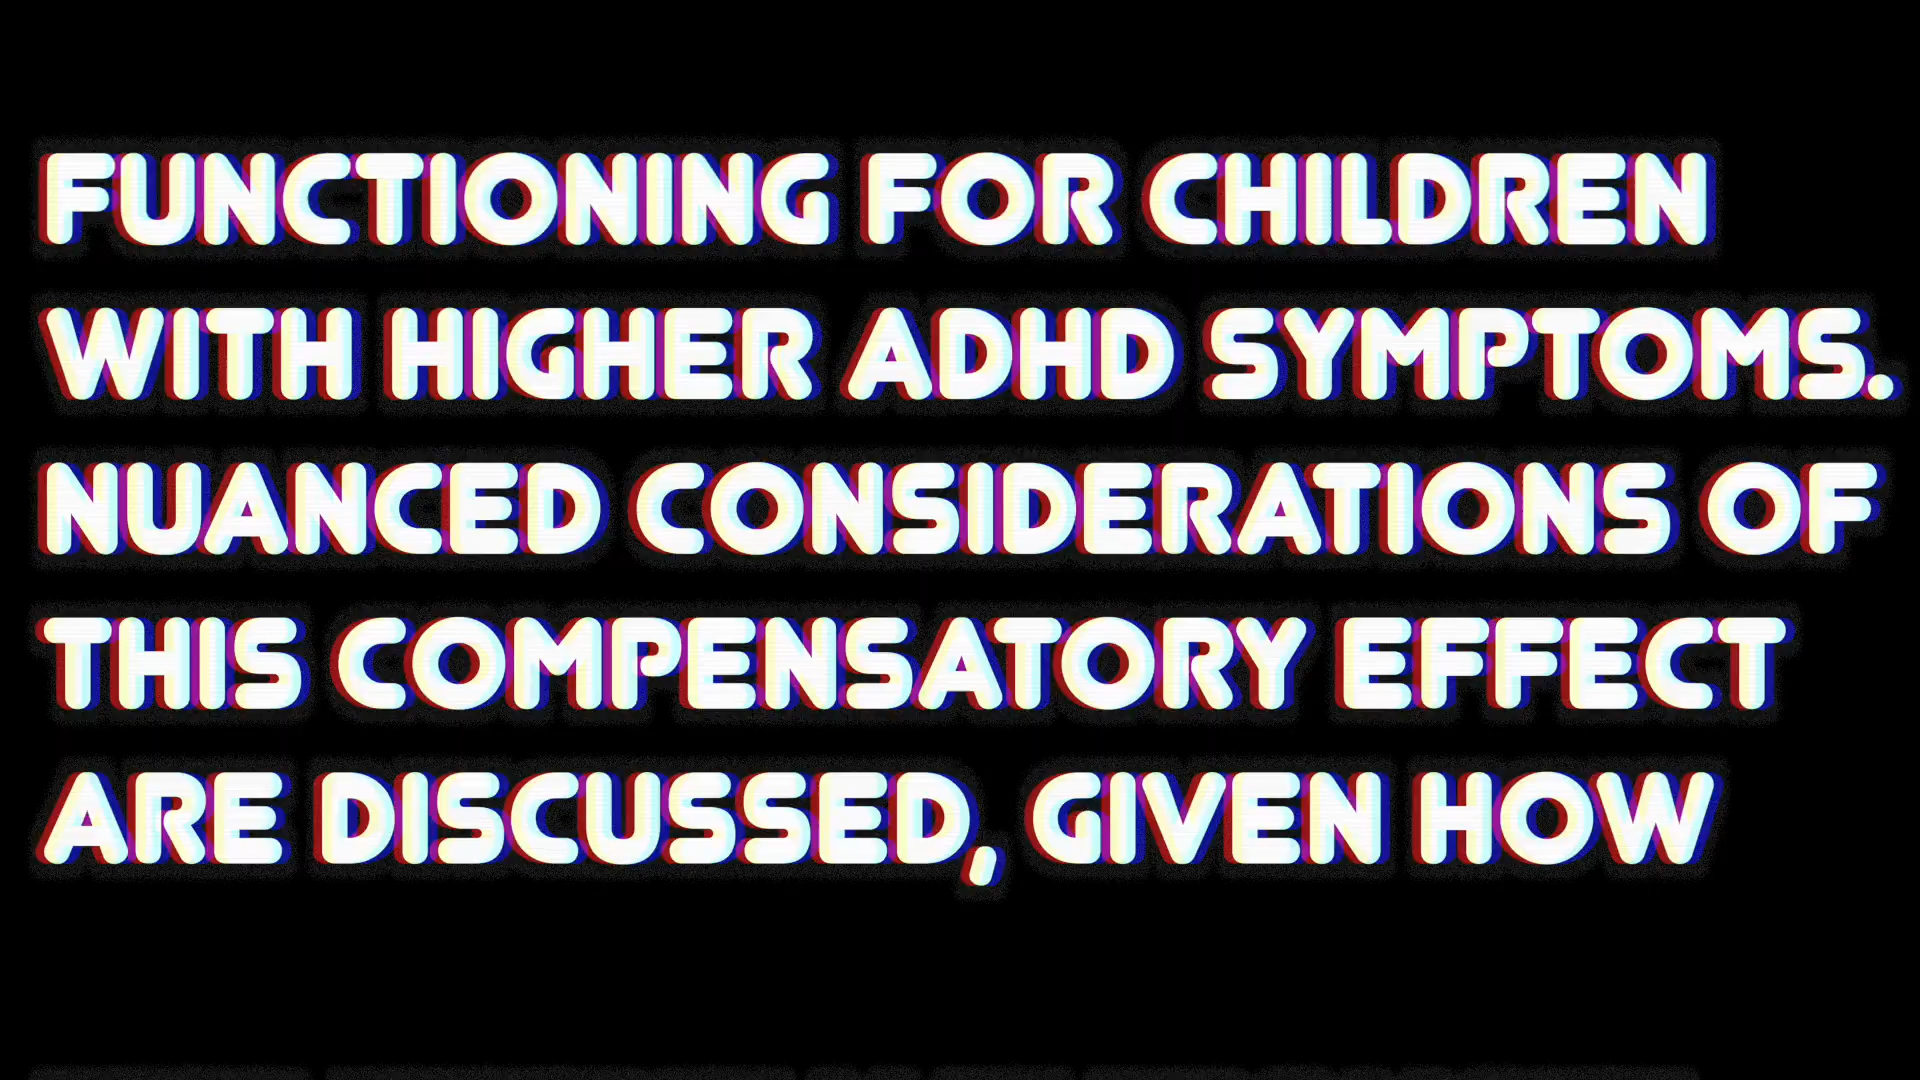 FUNCTIONING FOR CHILDREN
WITH HIGHER ADHD SYMPTOMS.
NUANCED CONSIDERATIONS OF
THIS COMPENSATORY EFFECT
ARE DISCUSSED, GIVEN HOW